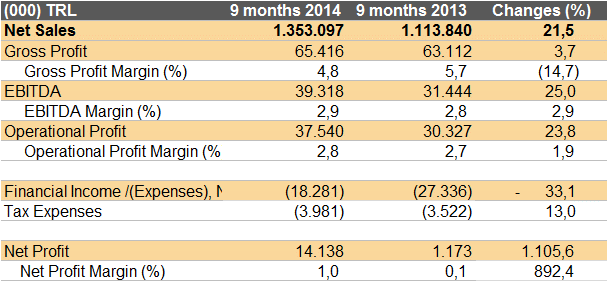 (000) TRL 9 months 2014 9 months 2013 Changes (%)
Net Sales 1.353.097 1.113.840 21,5
Gross Profit 65.416 63.112 3,7
Gross Profit Margin (%) 4,8 5,7 (14,7)
EBITDA 39.318 31.444 25,0
EBITDA Margin (%) 2,9 2,8 2,9
Operational Profit 37.540 30.327 23,8
Operational Profit Margin (% 2,8 2,7 1,9
Financial Income /(Expenses), N (18.281) (27.336) - 33,1
Tax Expenses (3.981) (3.522) 13,0
Net Profit 14.138 1.173 1.105,6
Net Profit Margin (%) 1,0 0,1 892,4